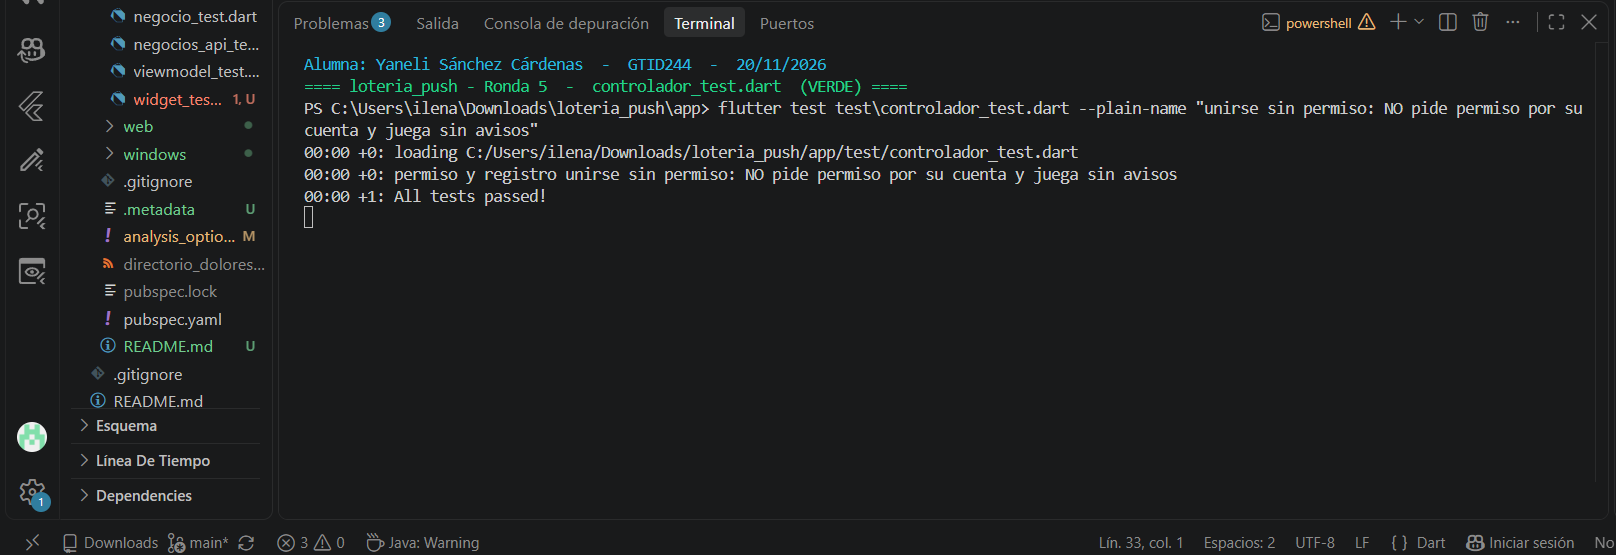 negocio_test.dart
negocios_api_te...
viewmodel_test....
widget_tes... 1, U
web
windows
.gitignore
.metadata U
analysis_optio... M
directorio_dolores...
pubspec.lock
pubspec.yaml
README.md U
.gitignore
README.md
Esquema
Línea De Tiempo
Dependencies
1
Problemas 3 Salida Consola de depuración Terminal Puertos
powershell
Alumna: Yaneli Sánchez Cárdenas - GTID244 - 20/11/2026
==== loteria_push - Ronda 5 - controlador_test.dart (VERDE) ====
PS C:\Users\ilena\Downloads\loteria_push\app> flutter test test\controlador_test.dart --plain-name "unirse sin permiso: NO pide permiso por su
cuenta y juega sin avisos"
00:00 +0: loading C:/Users/ilena/Downloads/loteria_push/app/test/controlador_test.dart
00:00 +0: permiso y registro unirse sin permiso: NO pide permiso por su cuenta y juega sin avisos
00:00 +1: All tests passed!
Downloads main* 3 0 Java: Warning Lín. 33, col. 1 Espacios: 2 UTF-8 LF { } Dart Iniciar sesión No